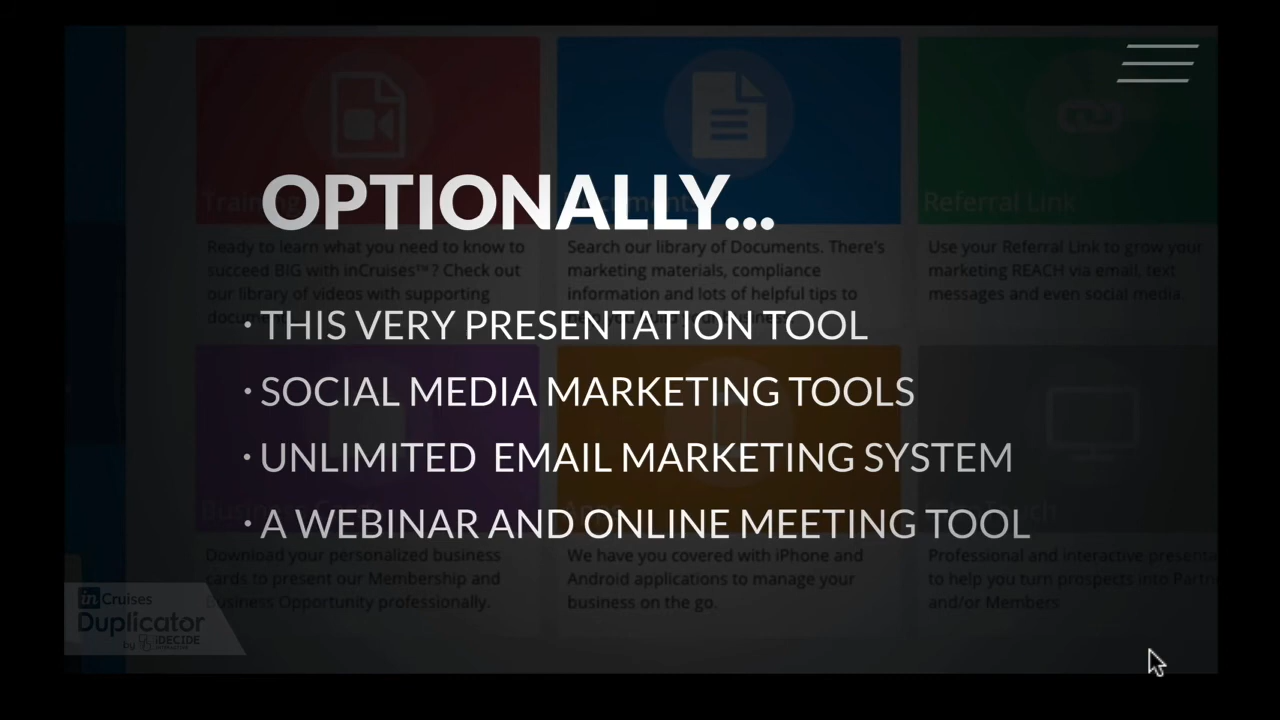 OPTIONALLY...
• THIS VERY PRESENTATION TOOL
• SOCIAL MEDIA MARKETING TOOLS
• UNLIMITED EMAIL MARKETING SYSTEM
• A WEBINAR AND ONLINE MEETING TOOL
Training
Ready to learn what you need to know to
succeed BIG with inCruises™? Check out
our library of videos with supporting
Documents
Search our library of Documents. There's
marketing materials, compliance
information and lots of helpful tips to
Referral Link
Use your Referral Link to grow your
marketing REACH via email, text
messages and even social media.
Business Cards
Download your personalized business
cards to present our Membership and
Business Opportunity professionally.
We have you covered with iPhone and
Android applications to manage your
business on the go.
Professional and interactive presenta
to help you turn prospects into Partn
and/or Members
inCruises
Duplicator
by iDECIDE